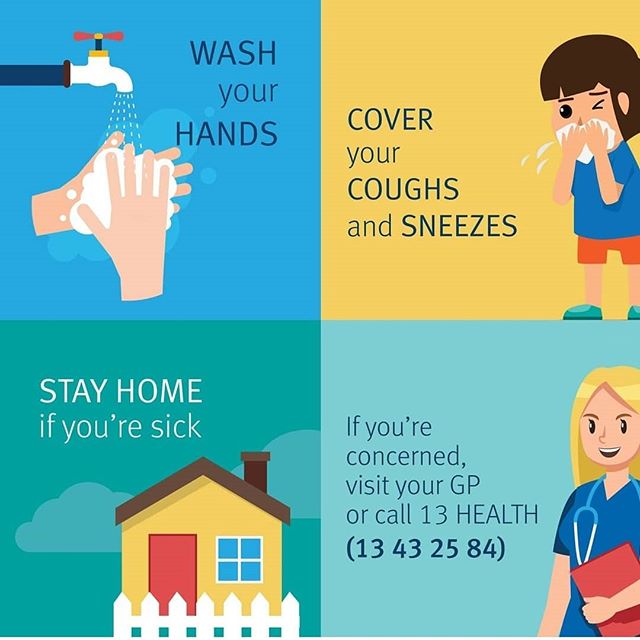 WASH
your
HANDS
COVER
your
COUGHS
and SNEEZES
STAY HOME
if you're sick
If you're
concerned,
visit your GP
or call 13 HEALTH
(13 43 25 84)